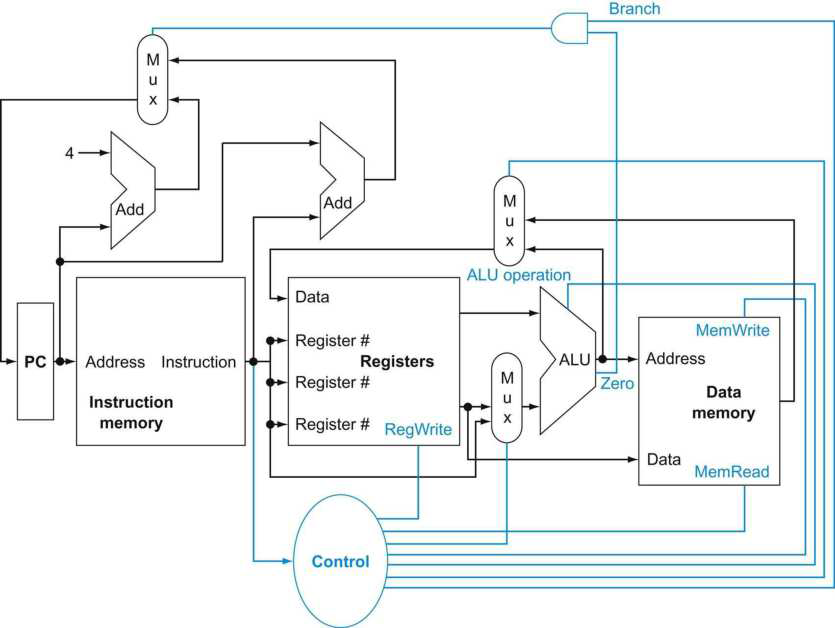 Branch
M
u
x
4
Add
Add
M
u
x
ALU operation
Data
Register #
Register #
Register #
Registers
RegWrite
PC
Address
Instruction
Instruction
memory
M
u
x
ALU
Zero
MemWrite
Address
Data
memory
Data
MemRead
Control